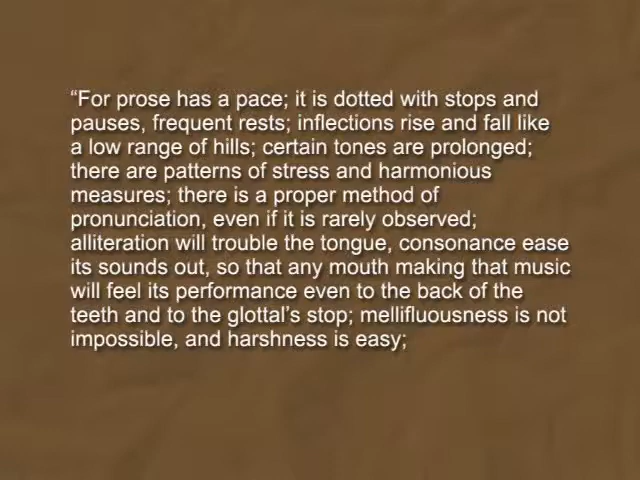 “For prose has a pace; it is dotted with stops and
pauses, frequent rests; inflections rise and fall like
a low range of hills; certain tones are prolonged;
there are patterns of stress and harmonious
measures; there is a proper method of
pronunciation, even if it is rarely observed;
alliteration will trouble the tongue, consonance ease
its sounds out, so that any mouth making that music
will feel its performance even to the back of the
teeth and to the glottal’s stop; mellifluousness is not
impossible, and harshness is easy;